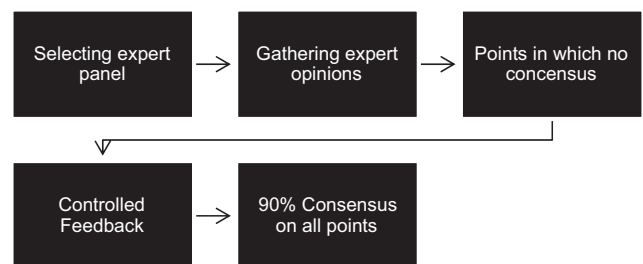 Selecting expert
panel
Gathering expert
opinions
Points in which no
concensus
Controlled
Feedback
90% Consensus
on all points